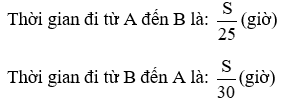 Thời gian đi từ A đến B là: S/25 (giờ)
Thời gian đi từ B đến A là: S/30 (giờ)